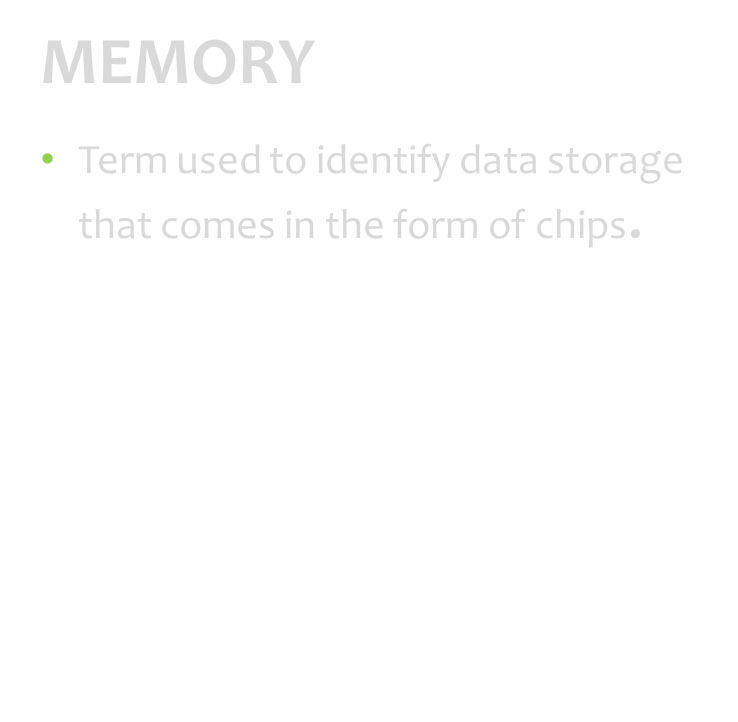 MEMORY
• Term used to identify data storage
that comes in the form of chips.